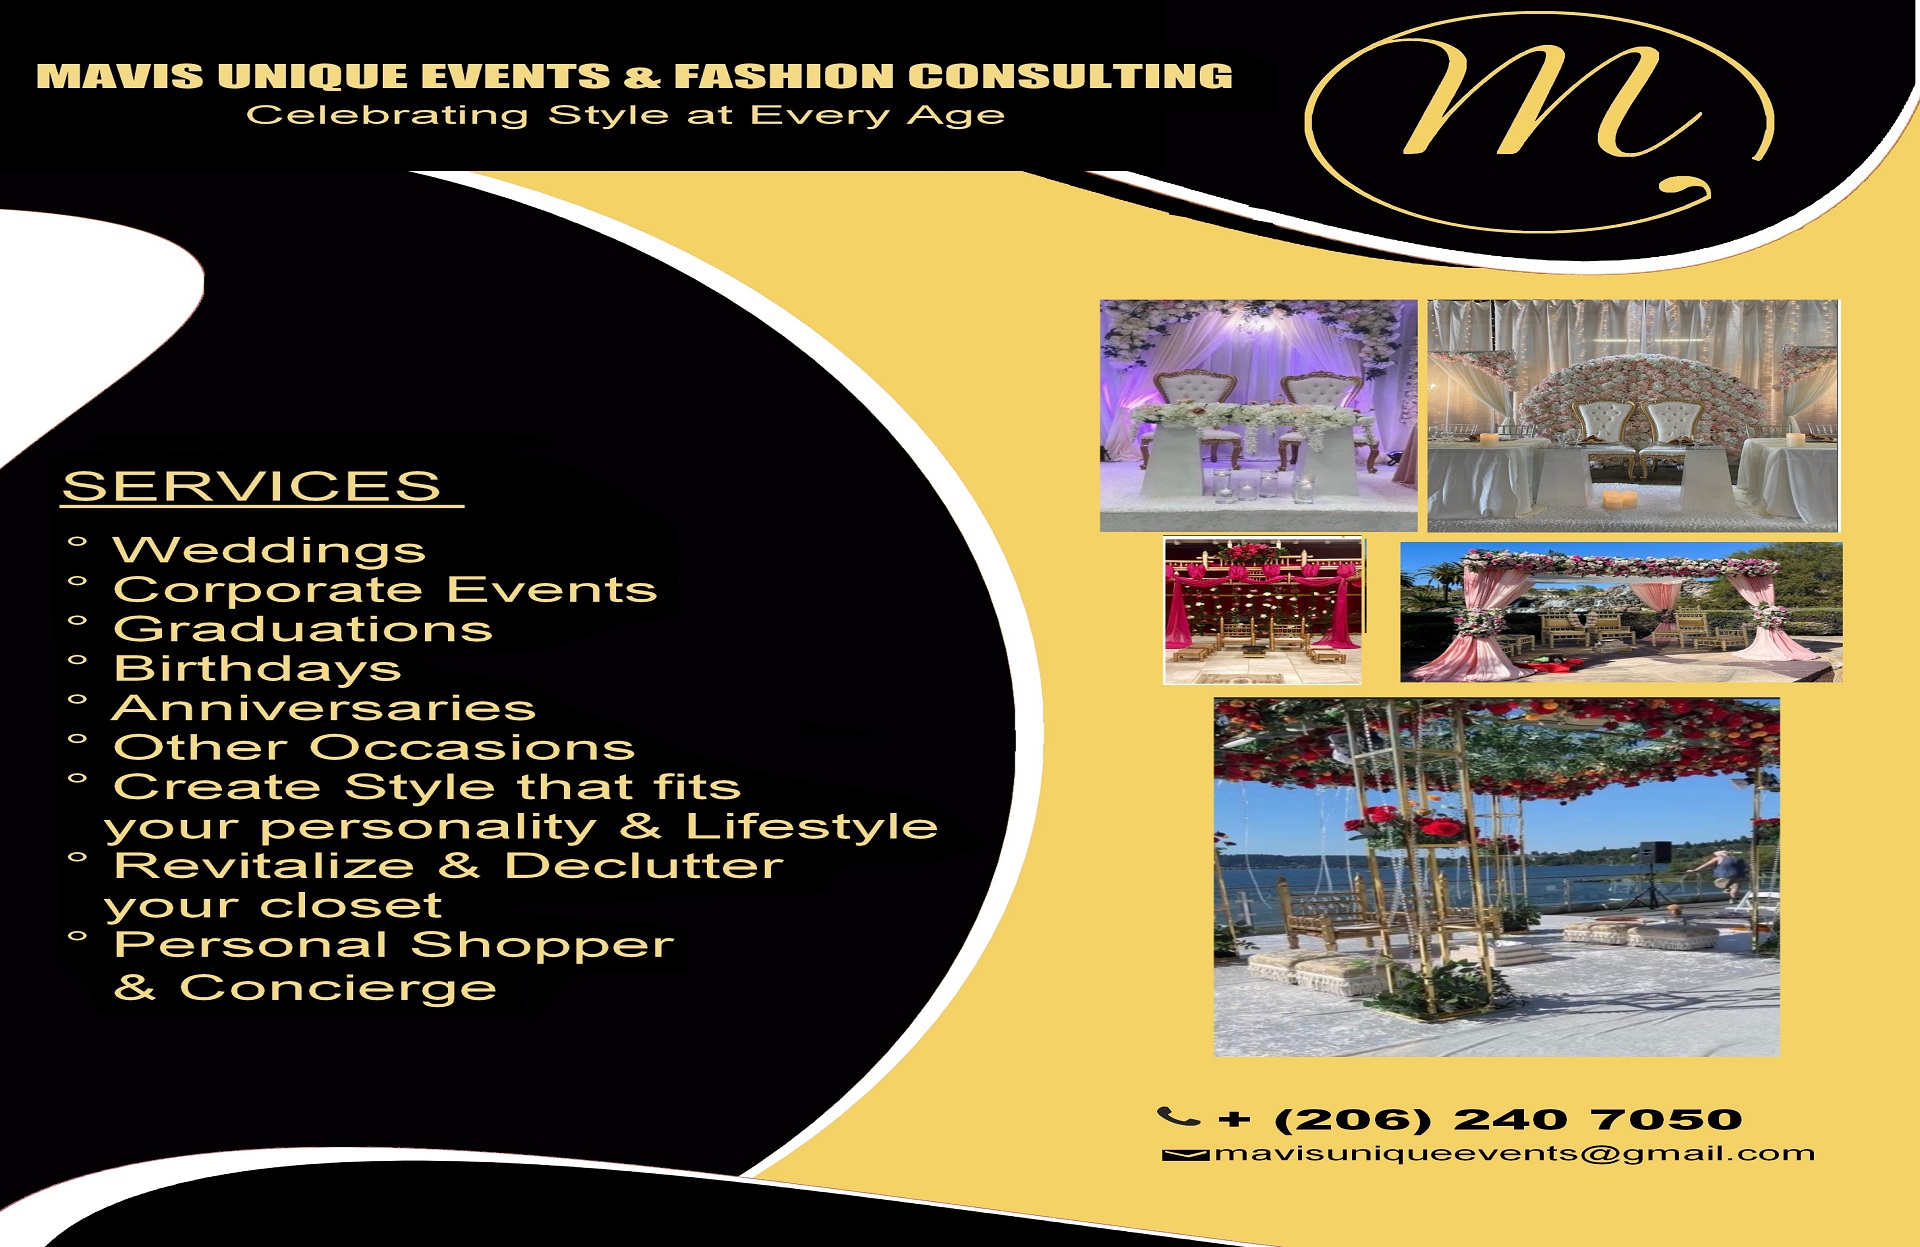 MAVIS UNIQUE EVENTS & FASHION CONSULTING
Celebrating Style at Every Age
m
SERVICES
° Weddings
° Corporate Events
° Graduations
° Birthdays
° Anniversaries
° Other Occasions
° Create Style that fits
your personality & Lifestyle
° Revitalize & Declutter
your closet
° Personal Shopper
& Concierge
+ (206) 240 7050
mavisuniqueevents@gmail.com